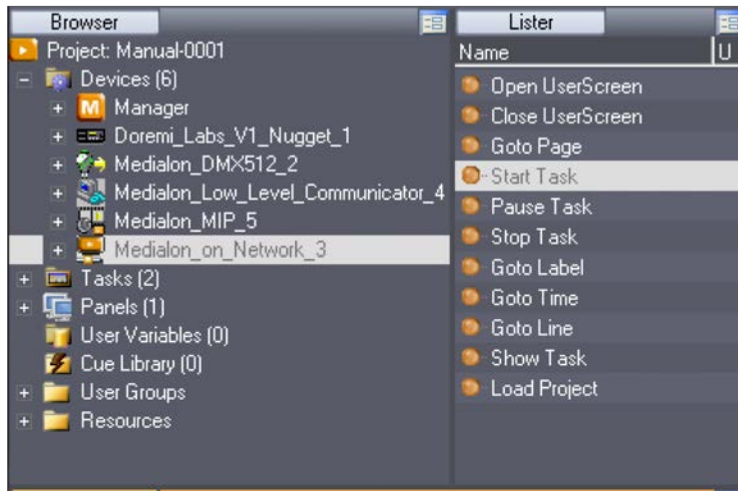 Browser
Project: Manual-0001
Devices (6)
Manager
Doremi_Labs_V1_Nugget_1
Medialon_DMX512_2
Medialon_Low_Level_Communicator_4
Medialon_MIP_5
Medialon_on_Network_3
Tasks (2)
Panels (1)
User Variables (0)
Cue Library (0)
User Groups
Resources
Lister
Name U
Open UserScreen
Close UserScreen
Goto Page
Start Task
Pause Task
Stop Task
Goto Label
Goto Time
Goto Line
Show Task
Load Project